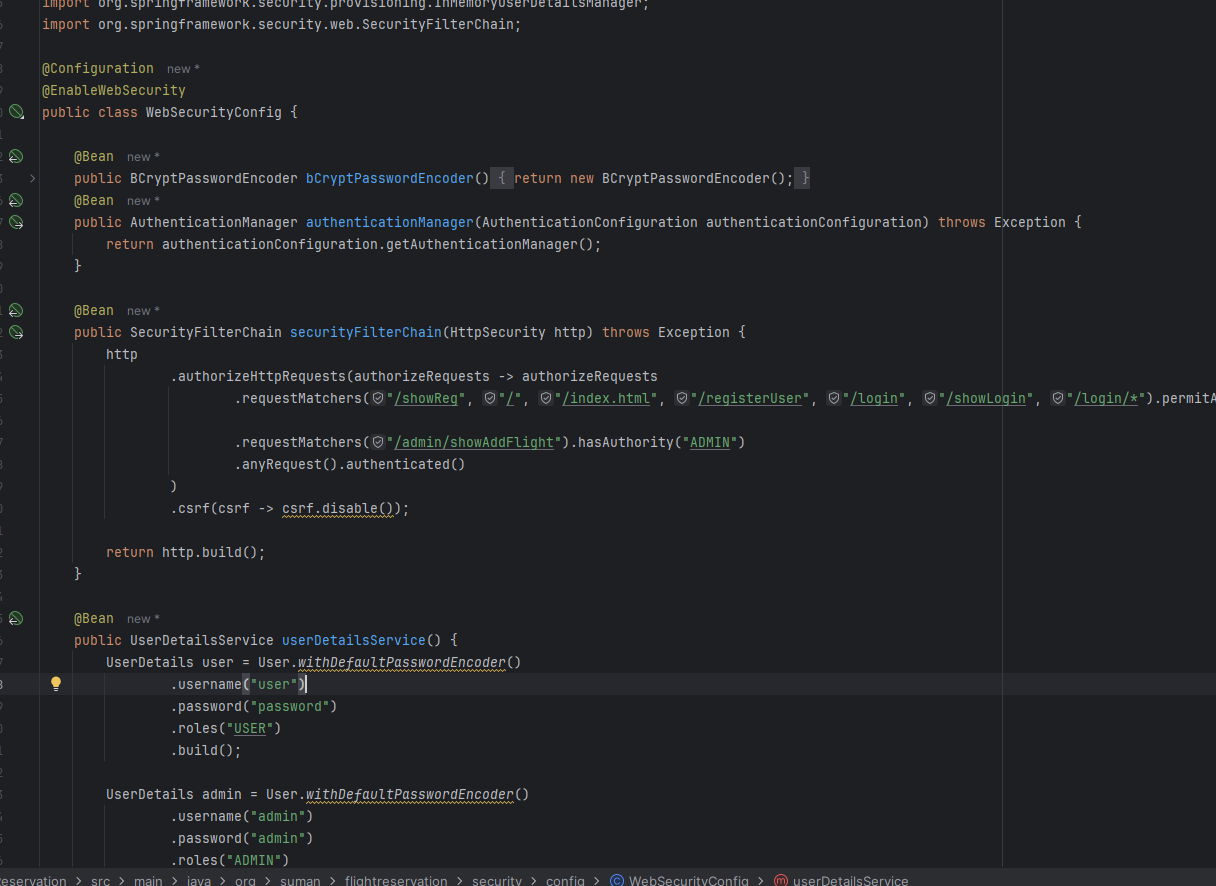 import org.springframework.security.provisioning.InMemoryUserDetailsManager;
import org.springframework.security.web.SecurityFilterChain;
@Configuration new *
@EnableWebSecurity
public class WebSecurityConfig {
@Bean new *
public BCryptPasswordEncoder bCryptPasswordEncoder() { return new BCryptPasswordEncoder(); }
@Bean new *
public AuthenticationManager authenticationManager(AuthenticationConfiguration authenticationConfiguration) throws Exception {
return authenticationConfiguration.getAuthenticationManager();
}
@Bean new *
public SecurityFilterChain securityFilterChain(HttpSecurity http) throws Exception {
http
.authorizeHttpRequests(authorizeRequests -> authorizeRequests
.requestMatchers("/showReg", "/", "/index.html", "/registerUser", "/login", "/showLogin", "/login/*").permitA
.requestMatchers("/admin/showAddFlight").hasAuthority("ADMIN")
.anyRequest().authenticated()
)
.csrf(csrf -> csrf.disable());
return http.build();
}
@Bean new *
public UserDetailsService userDetailsService() {
UserDetails user = User.withDefaultPasswordEncoder()
.username("user")
.password("password")
.roles("USER")
.build();
UserDetails admin = User.withDefaultPasswordEncoder()
.username("admin")
.password("admin")
.roles("ADMIN")
eservation > src > main > java > org > suman > flightreservation > security > config > WebSecurityConfig > userDetailsService